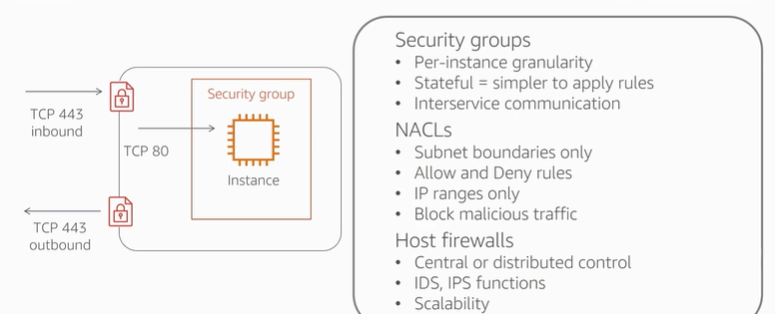 TCP 443
inbound
TCP 80
Security group
Instance
TCP 443
outbound
Security groups
• Per-instance granularity
• Stateful = simpler to apply rules
• Interservice communication
NACLs
• Subnet boundaries only
• Allow and Deny rules
• IP ranges only
• Block malicious traffic
Host firewalls
• Central or distributed control
• IDS, IPS functions
• Scalability